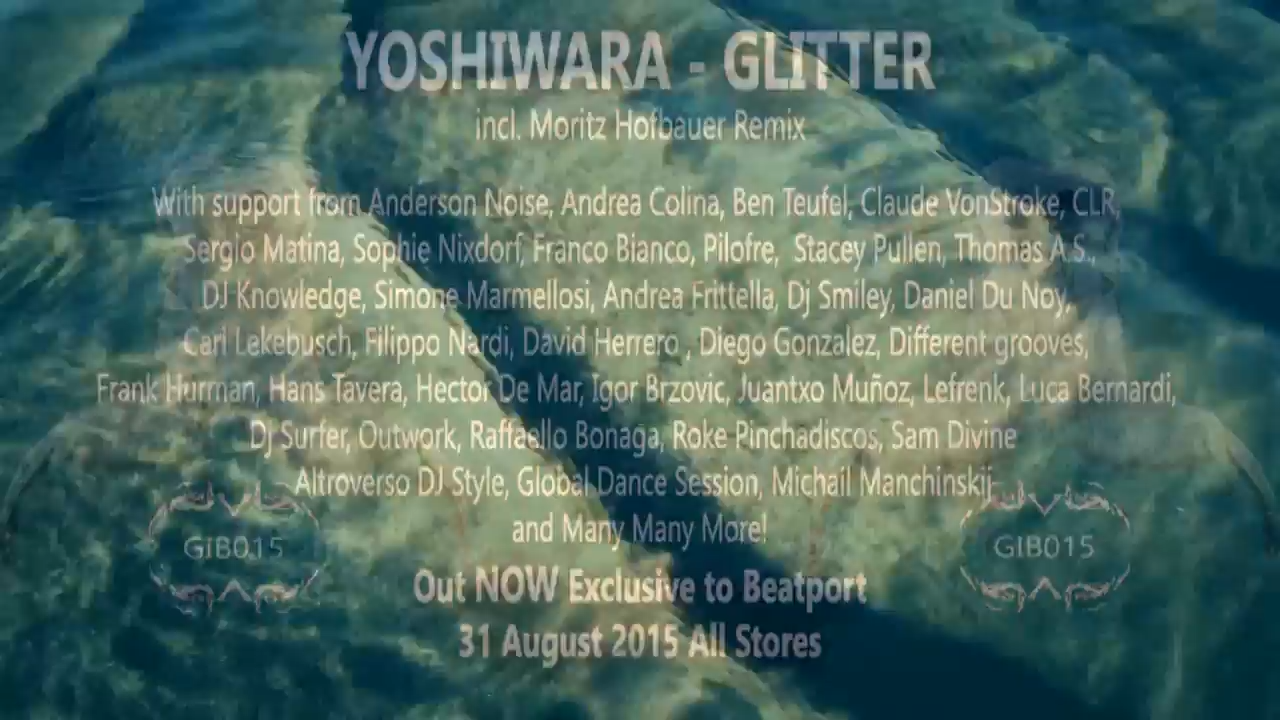 YOSHIWARA - GLITTER
incl. Moritz Hofbauer Remix
With support from Anderson Noise, Andrea Colina, Ben Teufel, Claude VonStroke, CLR,
Sergio Matina, Sophie Nixdorf, Franco Bianco, Pilofre, Stacey Pullen, Thomas A.S.,
DJ Knowledge, Simone Marmellosi, Andrea Frittella, Dj Smiley, Daniel Du Noy,
Cari Lekebusch, Filippo Nardi, David Herrero , Diego Gonzalez, Different grooves,
Frank Hurman, Hans Tavera, Hector De Mar, Igor Brzovic, Juantxo Muñoz, Lefrenk, Luca Bernardi,
Dj Surfer, Outwork, Raffaello Bonaga, Roke Pinchadiscos, Sam Divine
Altroverso DJ Style, Global Dance Session, Michail Manchinskij
and Many Many More!
GIB015
GIB015
Out NOW Exclusive to Beatport
31 August 2015 All Stores